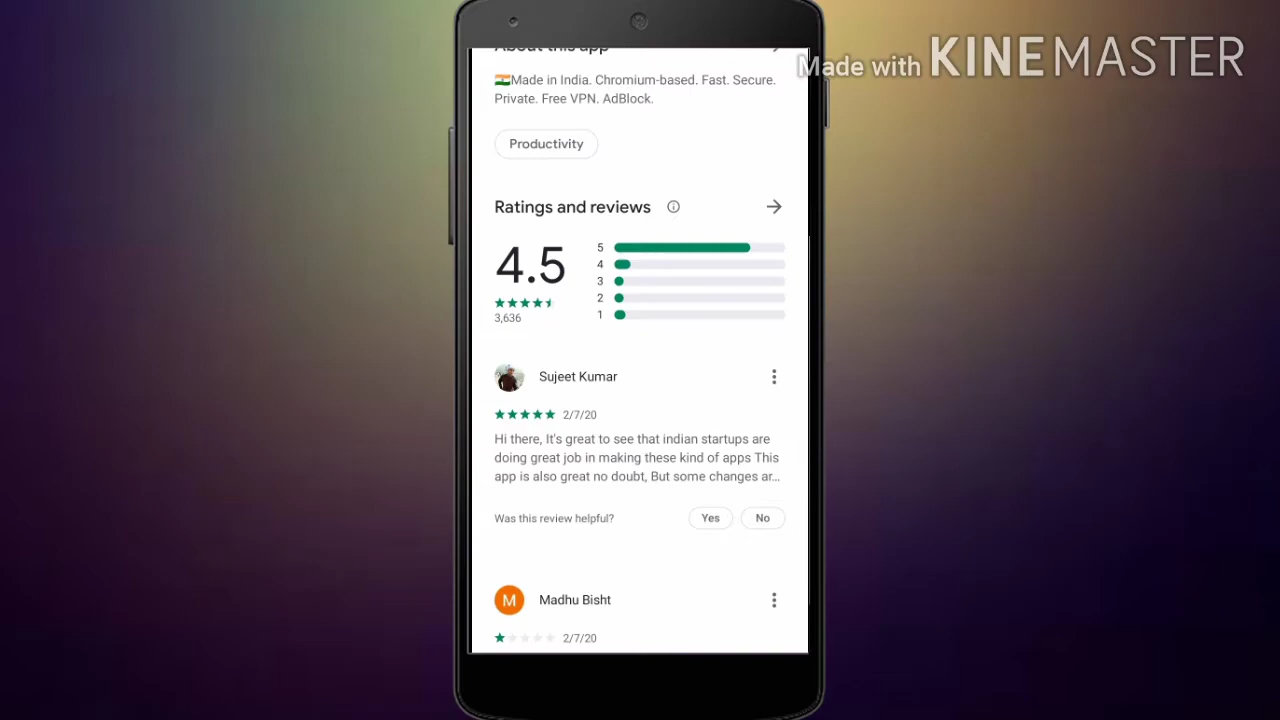 Made with KINEMASTER
About this app
🇮🇳Made in India. Chromium-based. Fast. Secure.
Private. Free VPN. AdBlock.
Productivity
Ratings and reviews
4.5
3,636
5
4
3
2
1
Sujeet Kumar
2/7/20
Hi there, It's great to see that indian startups are
doing great job in making these kind of apps This
app is also great no doubt, But some changes ar...
Was this review helpful?
Yes
No
M
Madhu Bisht
2/7/20